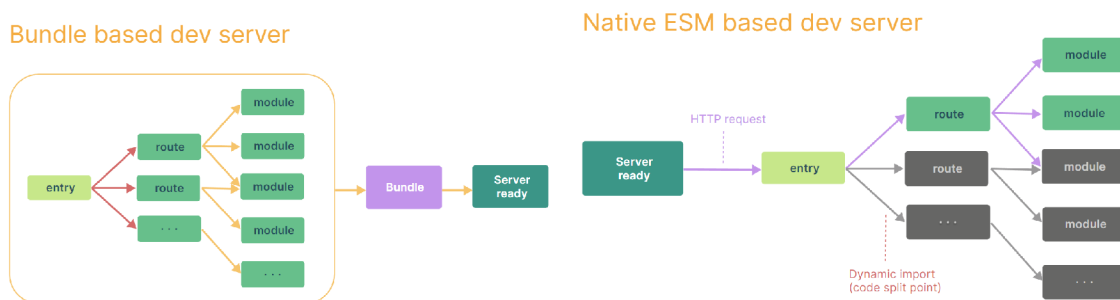 Bundle based dev server
entry
route
route
· · ·
module
module
module
module
· · ·
Bundle
Server
ready
Native ESM based dev server
Server
ready
HTTP request
entry
route
route
· · ·
module
module
module
module
· · ·
Dynamic import
(code split point)